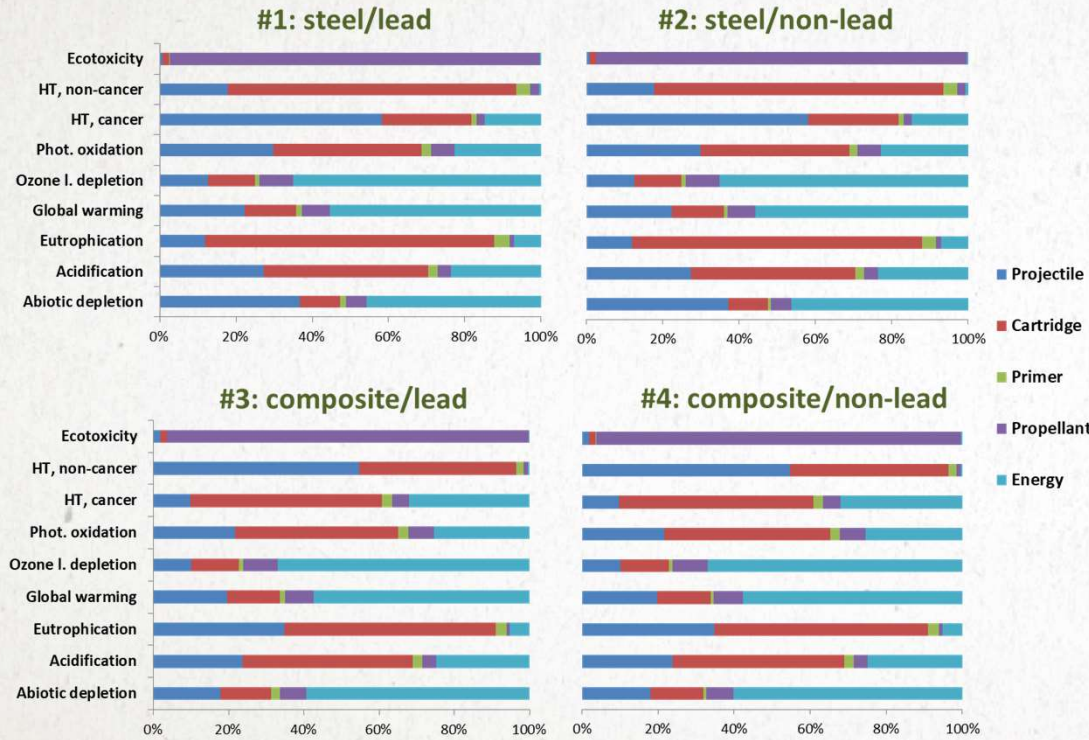 #1: steel/lead
Ecotoxicity
HT, non-cancer
HT, cancer
Phot. oxidation
Ozone l. depletion
Global warming
Eutrophication
Acidification
Abiotic depletion
0% 20% 40% 60% 80% 100%
#2: steel/non-lead
0% 20% 40% 60% 80% 100%
#3: composite/lead
Ecotoxicity
HT, non-cancer
HT, cancer
Phot. oxidation
Ozone l. depletion
Global warming
Eutrophication
Acidification
Abiotic depletion
0% 20% 40% 60% 80% 100%
#4: composite/non-lead
0% 20% 40% 60% 80% 100%
Projectile
Cartridge
Primer
Propellant
Energy